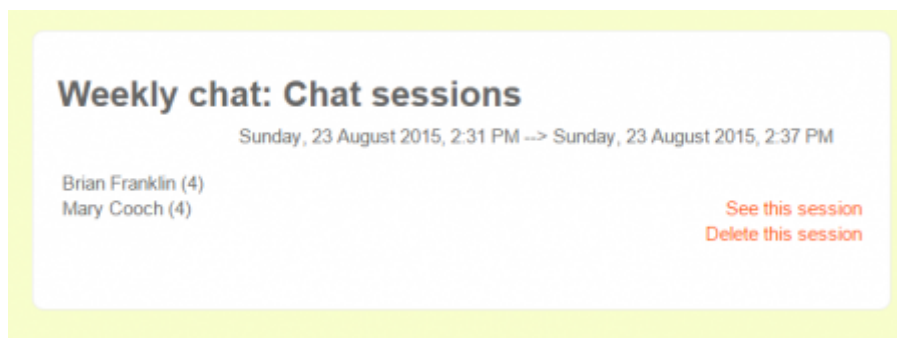 Weekly chat: Chat sessions
Sunday, 23 August 2015, 2:31 PM --> Sunday, 23 August 2015, 2:37 PM
Brian Franklin (4)
Mary Cooch (4)
See this session
Delete this session